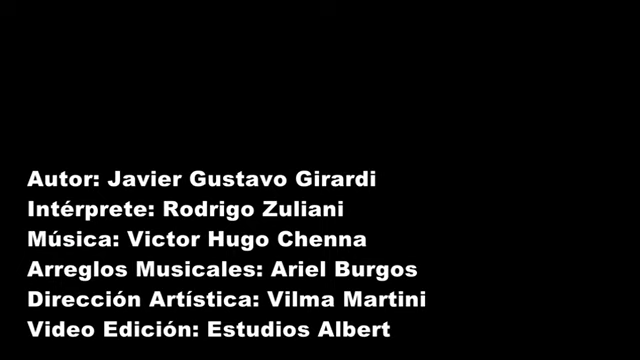 Autor: Javier Gustavo Girardi
Intérprete: Rodrigo Zuliani
Música: Victor Hugo Chenna
Arreglos Musicales: Ariel Burgos
Dirección Artística: Vilma Martini
Video Edición: Estudios Albert